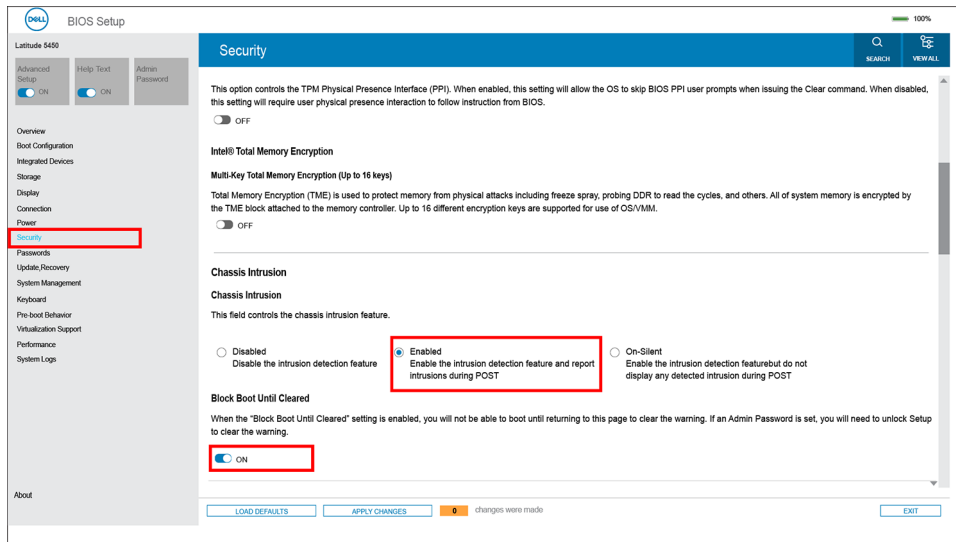 DELL
BIOS Setup
100%
Latitude 5450
Advanced
Setup
ON
Help Text
ON
Admin
Password
Security
SEARCH
VIEW ALL
Overview
Boot Configuration
Integrated Devices
Storage
Display
Connection
Power
Security
Passwords
Update,Recovery
System Management
Keyboard
Pre-boot Behavior
Virtualization Support
Performance
System Logs
About
This option controls the TPM Physical Presence Interface (PPI). When enabled, this setting will allow the OS to skip BIOS PPI user prompts when issuing the Clear command. When disabled,
this setting will require user physical presence interaction to follow instruction from BIOS.
OFF
Intel® Total Memory Encryption
Multi-Key Total Memory Encryption (Up to 16 keys)
Total Memory Encryption (TME) is used to protect memory from physical attacks including freeze spray, probing DDR to read the cycles, and others. All of system memory is encrypted by
the TME block attached to the memory controller. Up to 16 different encryption keys are supported for use of OS/VMM.
OFF
Chassis Intrusion
Chassis Intrusion
This field controls the chassis intrusion feature.
Disabled
Disable the intrusion detection feature
Enabled
Enable the intrusion detection feature and report
intrusions during POST
On-Silent
Enable the intrusion detection featurebut do not
display any detected intrusion during POST
Block Boot Until Cleared
When the "Block Boot Until Cleared" setting is enabled, you will not be able to boot until returning to this page to clear the warning. If an Admin Password is set, you will need to unlock Setup
to clear the warning.
ON
LOAD DEFAULTS
APPLY CHANGES
0
changes were made
EXIT